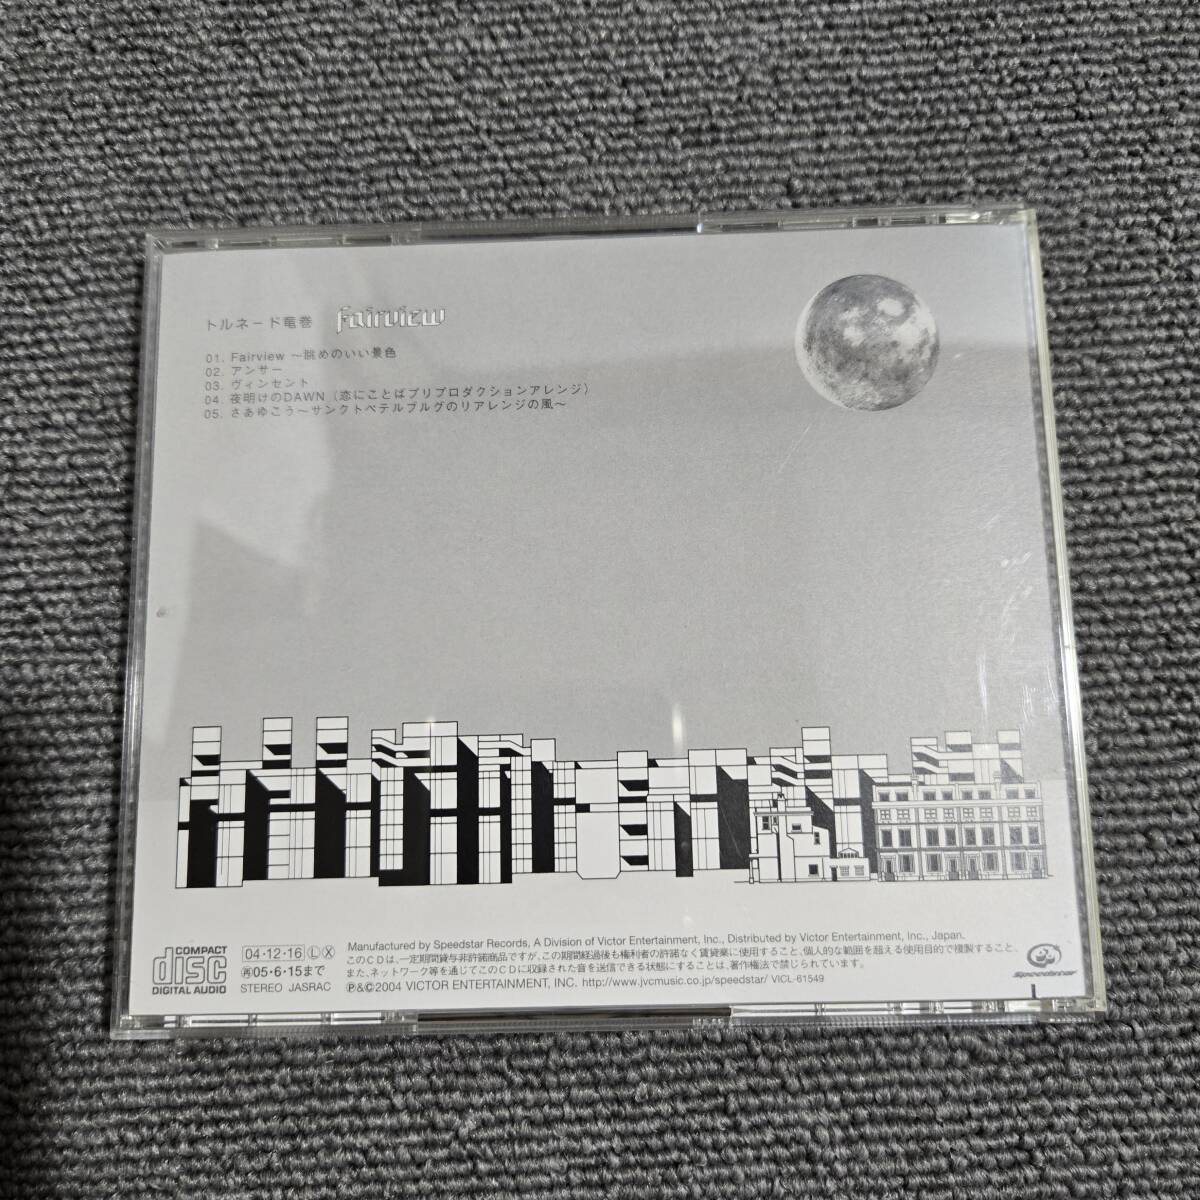 トルネード竜巻 fairview
01. Fairview ～眺めのいい景色
02. アンサー
03. ヴィンセント
04. 夜明けのDAWN（恋にことばプリプロダクションアレンジ）
05. さあゆこう～サンクトペテルブルグのリアレンジの風～
COMPACT
disc
DIGITAL AUDIO
04・12・16 L X
再05・6・15まで
STEREO JASRAC
Manufactured by Speedstar Records, A Division of Victor Entertainment, Inc., Distributed by Victor Entertainment, Inc., Japan.
このＣＤは、一定期間貸与非許諾商品ですが、この期間経過後も権利者の許諾なく賃貸業に使用すること、個人的な範囲を超える使用目的で複製すること、
また、ネットワーク等を通じてこのＣＤに収録された音を送信できる状態にすることは、著作権法で禁じられています。
Ⓟ&©2004 VICTOR ENTERTAINMENT, INC. http://www.jvcmusic.co.jp/speedstar/ VICL-61549
Speedstar